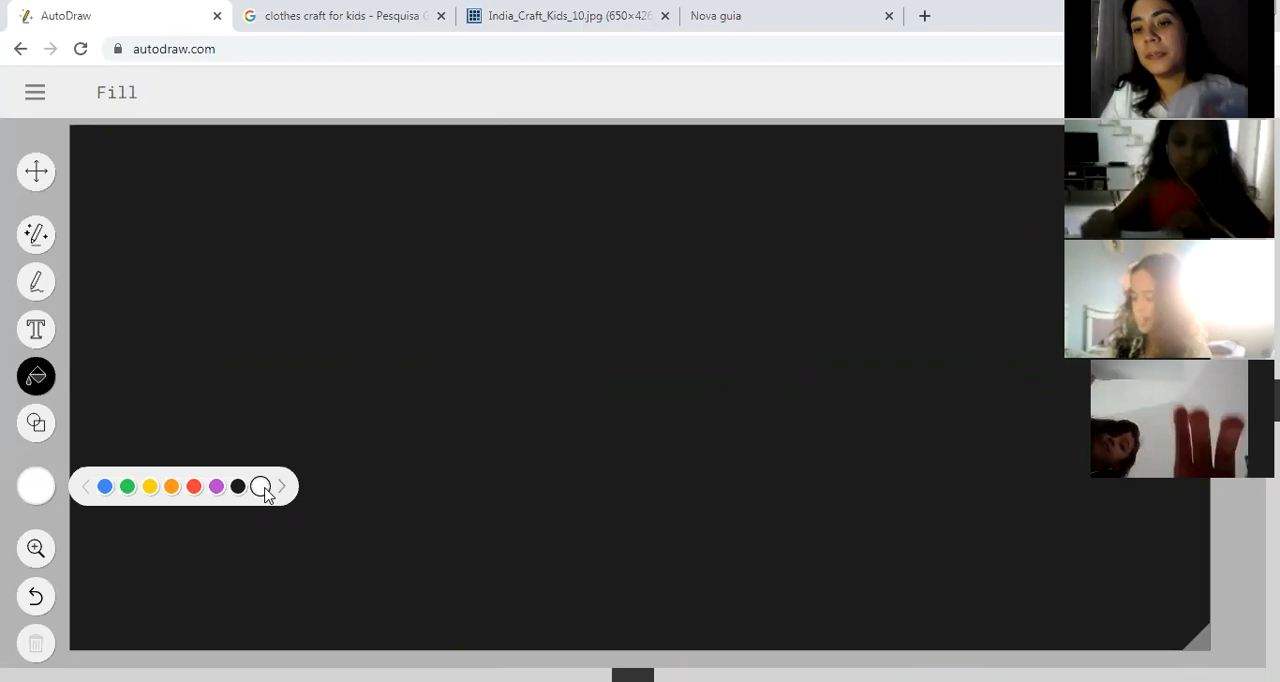 AutoDraw
clothes craft for kids - Pesquisa G
India_Craft_Kids_10.jpg (650×426
Nova guia
autodraw.com
Fill
T